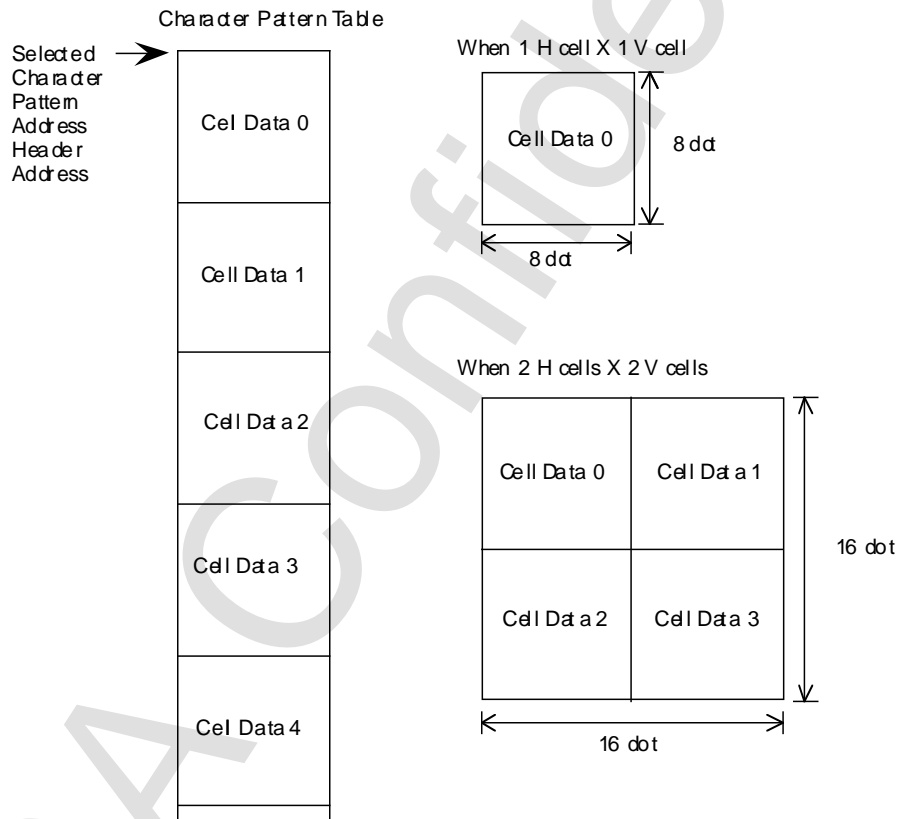 Character Pattern Table
Selected
Character
Pattern
Address
Header
Address
Cell Data 0
Cell Data 1
Cell Data 2
Cell Data 3
Cell Data 4
When 1 H cell X 1 V cell
Cell Data 0
8 dot
8 dot
When 2 H cells X 2 V cells
Cell Data 0
Cell Data 1
Cell Data 2
Cell Data 3
16 dot
16 dot
A Confide